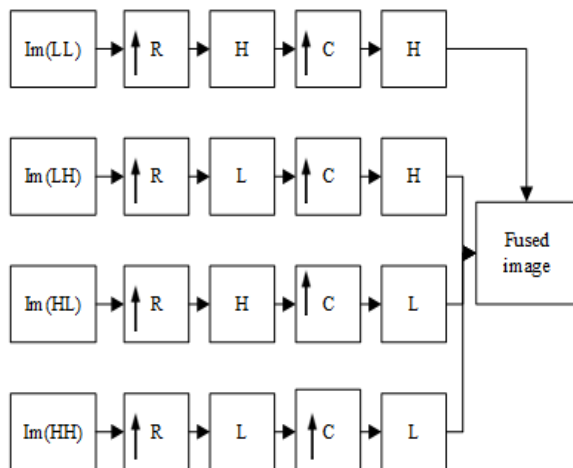 Im(LL) R H C H
Im(LH) R L C H
Fused
image
Im(HL) R H C L
Im(HH) R L C L